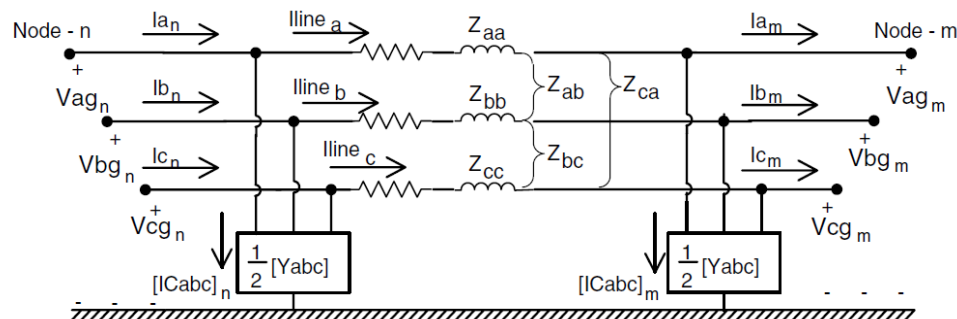 Node - n
Ia n
Iline a
Z aa
Ia m
Node - m
+
Vag n
Ib n
Iline b
Z bb
Z ab
Z ca
Ib m
+
Vag m
+
Vbg n
Ic n
Iline c
Z cc
Z bc
Ic m
+
Vbg m
+
Vcg n
+
Vcg m
[ICabc] n
1/2 [Yabc]
[ICabc] m
1/2 [Yabc]
- - -
- - -